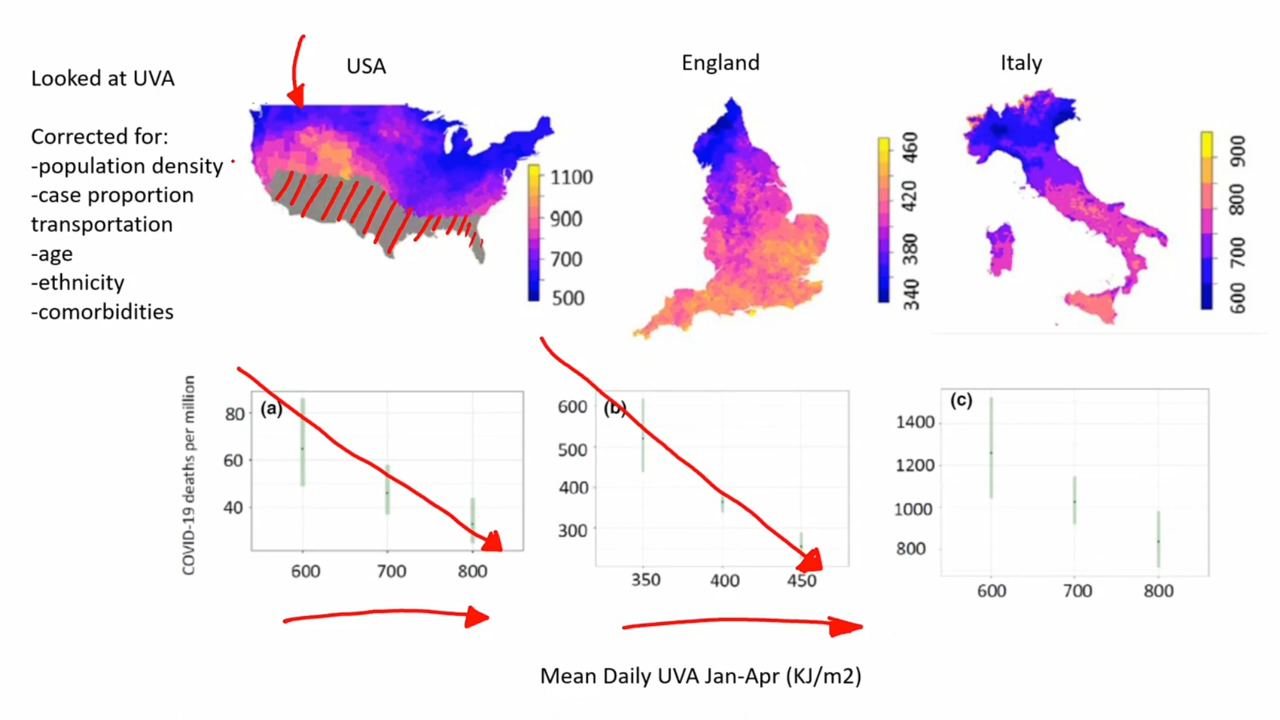 Looked at UVA
Corrected for:
-population density
-case proportion
transportation
-age
-ethnicity
-comorbidities
USA
1100
900
700
500
England
460
420
380
340
Italy
900
800
700
600
COVID-19 deaths per million
(a)
80
60
40
600 700 800
(b)
600
500
400
300
350 400 450
(c)
1400
1200
1000
800
600 700 800
Mean Daily UVA Jan-Apr (KJ/m2)